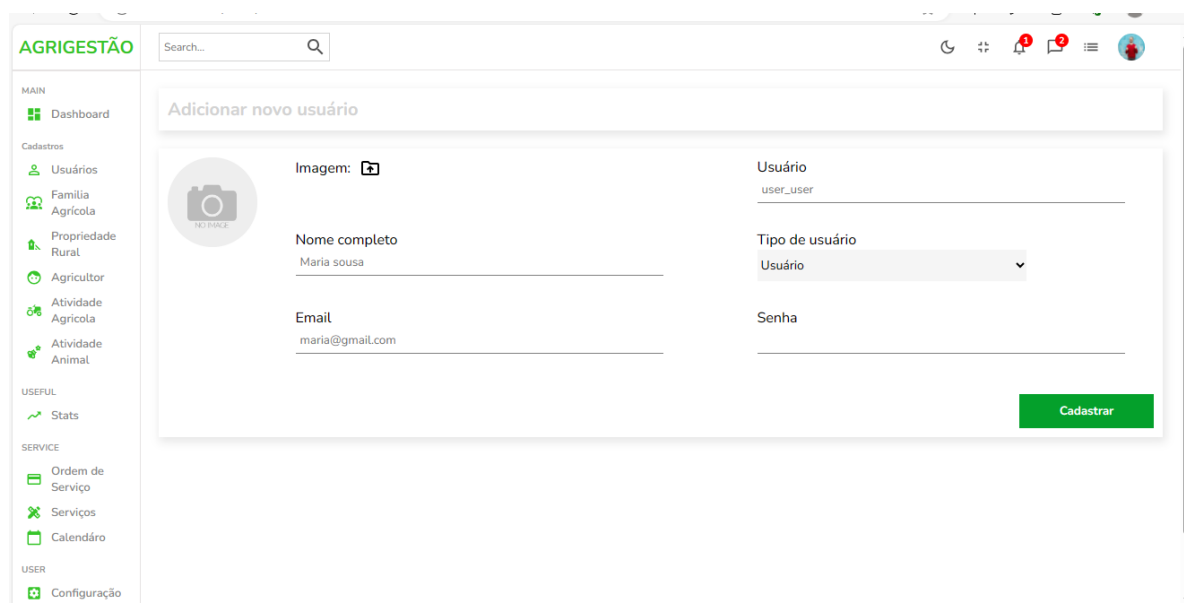 AGRIGESTÃO
Search...
1
2
MAIN
Dashboard
Cadastros
Usuários
Familia
Agrícola
Propriedade
Rural
Agricultor
Atividade
Agricola
Atividade
Animal
USEFUL
Stats
SERVICE
Ordem de
Serviço
Serviços
Calendáro
USER
Configuração
Adicionar novo usuário
NO IMAGE
Imagem:
Usuário
user_user
Nome completo
Maria sousa
Tipo de usuário
Usuário
Email
maria@gmail.com
Senha
Cadastrar